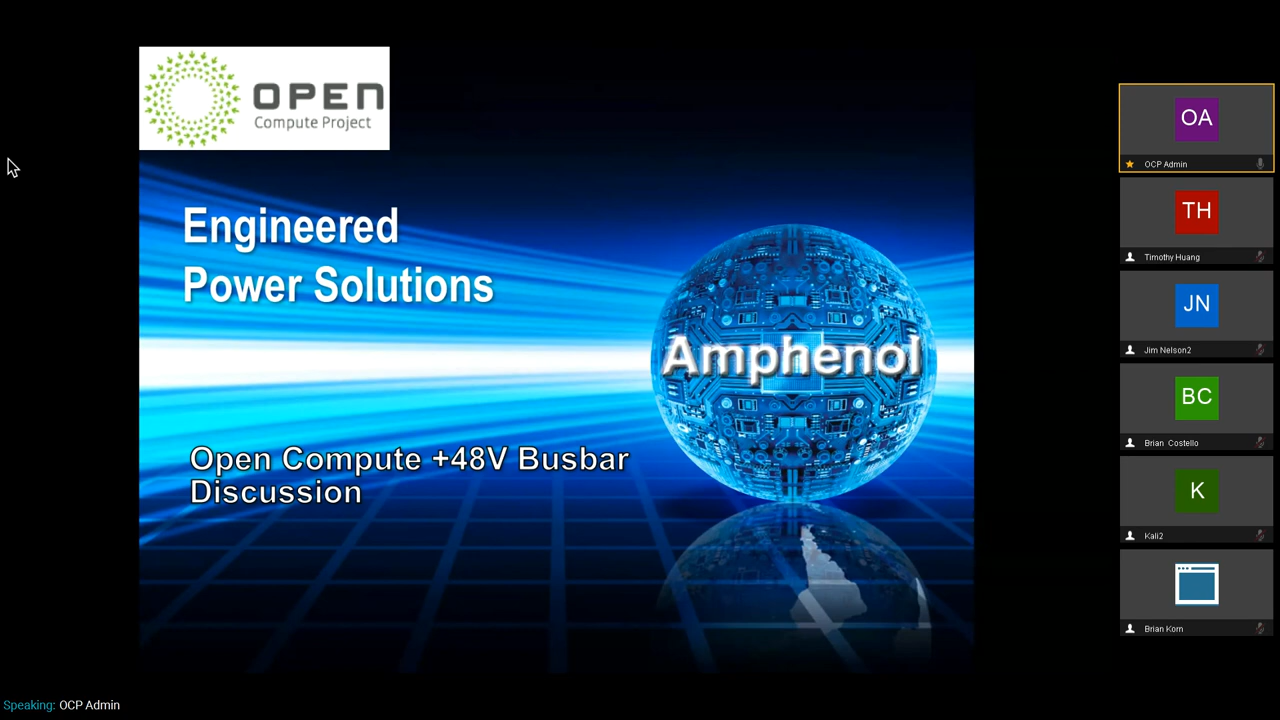 OPEN
Compute Project
Engineered
Power Solutions
Amphenol
Open Compute +48V Busbar
Discussion
OA
OCP Admin
TH
Timothy Huang
JN
Jim Nelson2
BC
Brian Costello
K
Kali2
Brian Korn
Speaking: OCP Admin